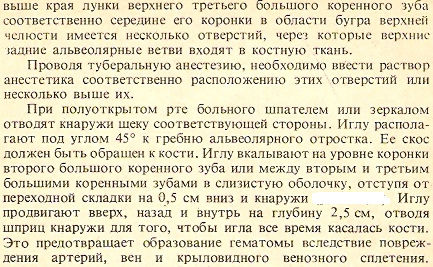 выше края лунки верхнего третьего большого коренного зуба
соответственно середине его коронки в области бугра верхней
челюсти имеется несколько отверстий, через которые верхние
задние альвеолярные ветви входят в костную ткань.
Проводя туберальную анестезию, необходимо ввести раствор
анестетика соответственно расположению этих отверстий или
несколько выше их.
При полуоткрытом рте больного шпателем или зеркалом
отводят кнаружи щеку соответствующей стороны. Иглу распола-
гают под углом 45° к гребню альвеолярного отростка. Ее скос
должен быть обращен к кости. Иглу вкалывают на уровне коронки
второго большого коренного зуба или между вторым и третьим
большими коренными зубами в слизистую оболочку, отступя от
переходной складки на 0,5 см вниз и кнаружи Иглу
продвигают вверх, назад и внутрь на глубину 2,5 см, отводя
шприц кнаружи для того, чтобы игла все время касалась кости.
Это предотвращает образование гематомы вследствие повреж-
дения артерий, вен и крыловидного венозного сплетения.